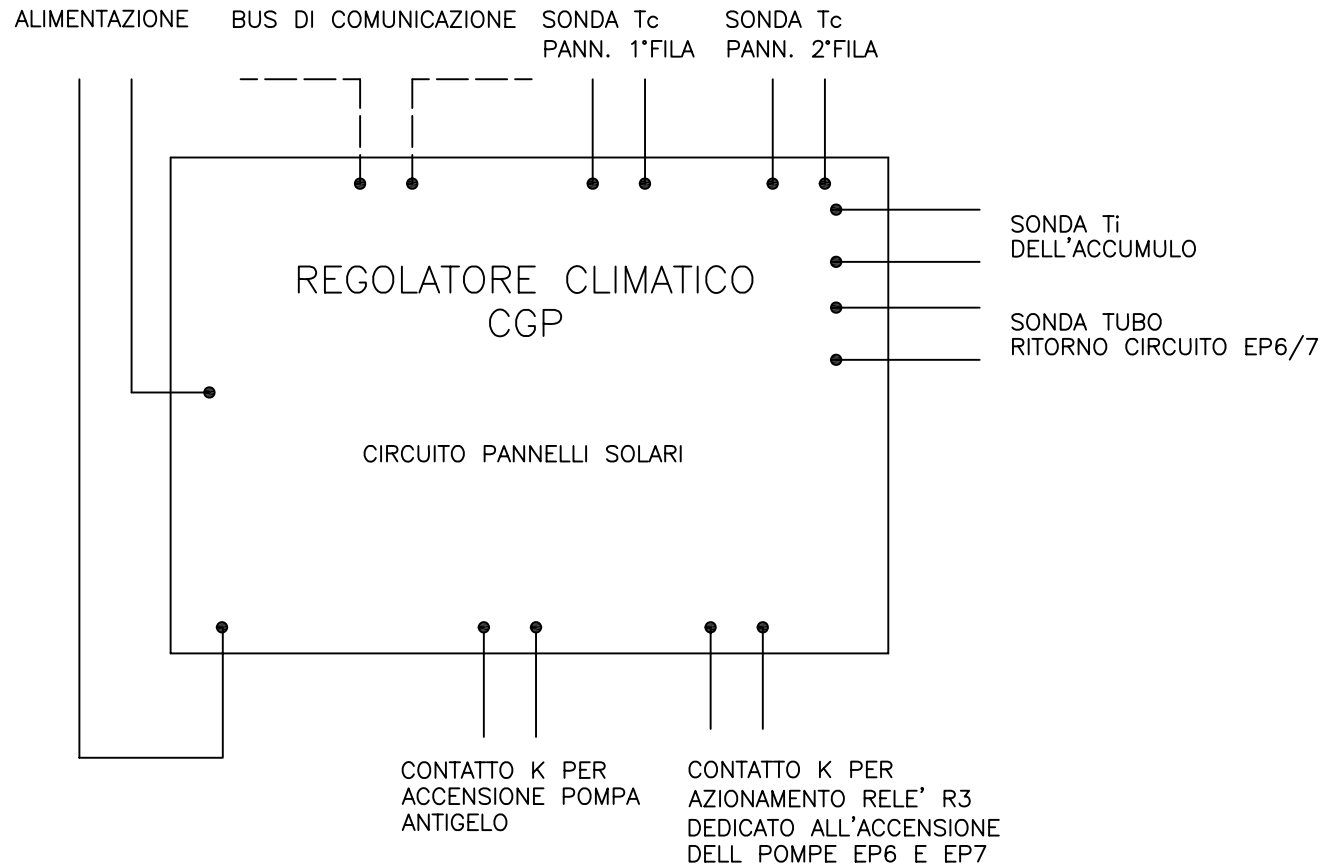 ALIMENTAZIONE
BUS DI COMUNICAZIONE
SONDA Tc
PANN. 1°FILA
SONDA Tc
PANN. 2°FILA
SONDA Ti
DELL'ACCUMULO
REGOLATORE CLIMATICO
CGP
SONDA TUBO
RITORNO CIRCUITO EP6/7
CIRCUITO PANNELLI SOLARI
CONTATTO K PER
ACCENSIONE POMPA
ANTIGELO
CONTATTO K PER
AZIONAMENTO RELE' R3
DEDICATO ALL'ACCENSIONE
DELL POMPE EP6 E EP7